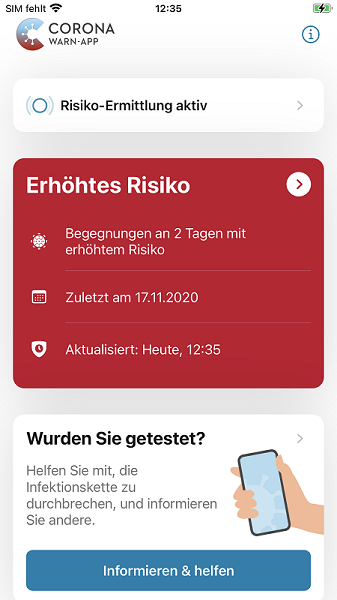 SIM fehlt 12:35
CORONA
WARN-APP
Risiko-Ermittlung aktiv
Erhöhtes Risiko
Begegnungen an 2 Tagen mit
erhöhtem Risiko
Zuletzt am 17.11.2020
Aktualisiert: Heute, 12:35
Wurden Sie getestet?
Helfen Sie mit, die
Infektionskette zu
durchbrechen, und informieren
Sie andere.
Informieren & helfen